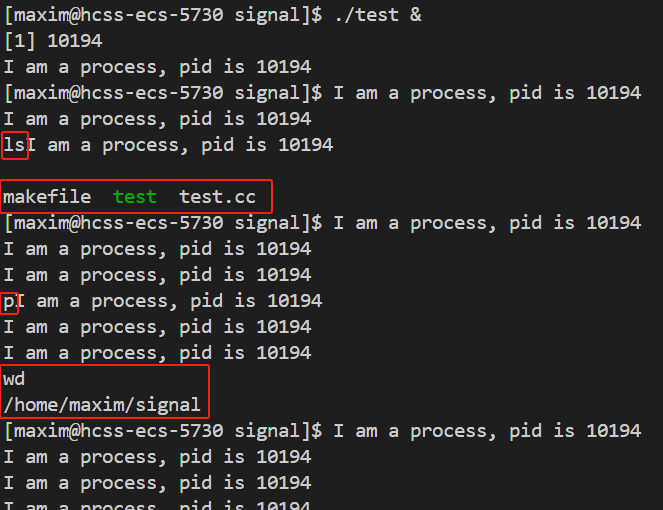 [maxim@hcss-ecs-5730 signal]$ ./test &
[1] 10194
I am a process, pid is 10194
[maxim@hcss-ecs-5730 signal]$ I am a process, pid is 10194
I am a process, pid is 10194
lsI am a process, pid is 10194
makefile  test  test.cc
[maxim@hcss-ecs-5730 signal]$ I am a process, pid is 10194
I am a process, pid is 10194
I am a process, pid is 10194
pI am a process, pid is 10194
I am a process, pid is 10194
I am a process, pid is 10194
wd
/home/maxim/signal
[maxim@hcss-ecs-5730 signal]$ I am a process, pid is 10194
I am a process, pid is 10194
I am a process, pid is 10194
I am a process, pid is 10194